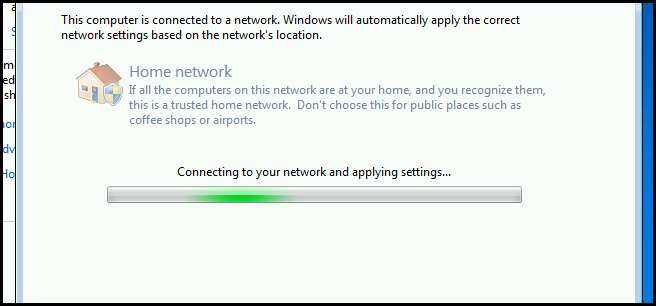 This computer is connected to a network. Windows will automatically apply the correct
network settings based on the network's location.
Home network
If all the computers on this network are at your home, and you recognize them,
this is a trusted home network. Don't choose this for public places such as
coffee shops or airports.
Connecting to your network and applying settings...